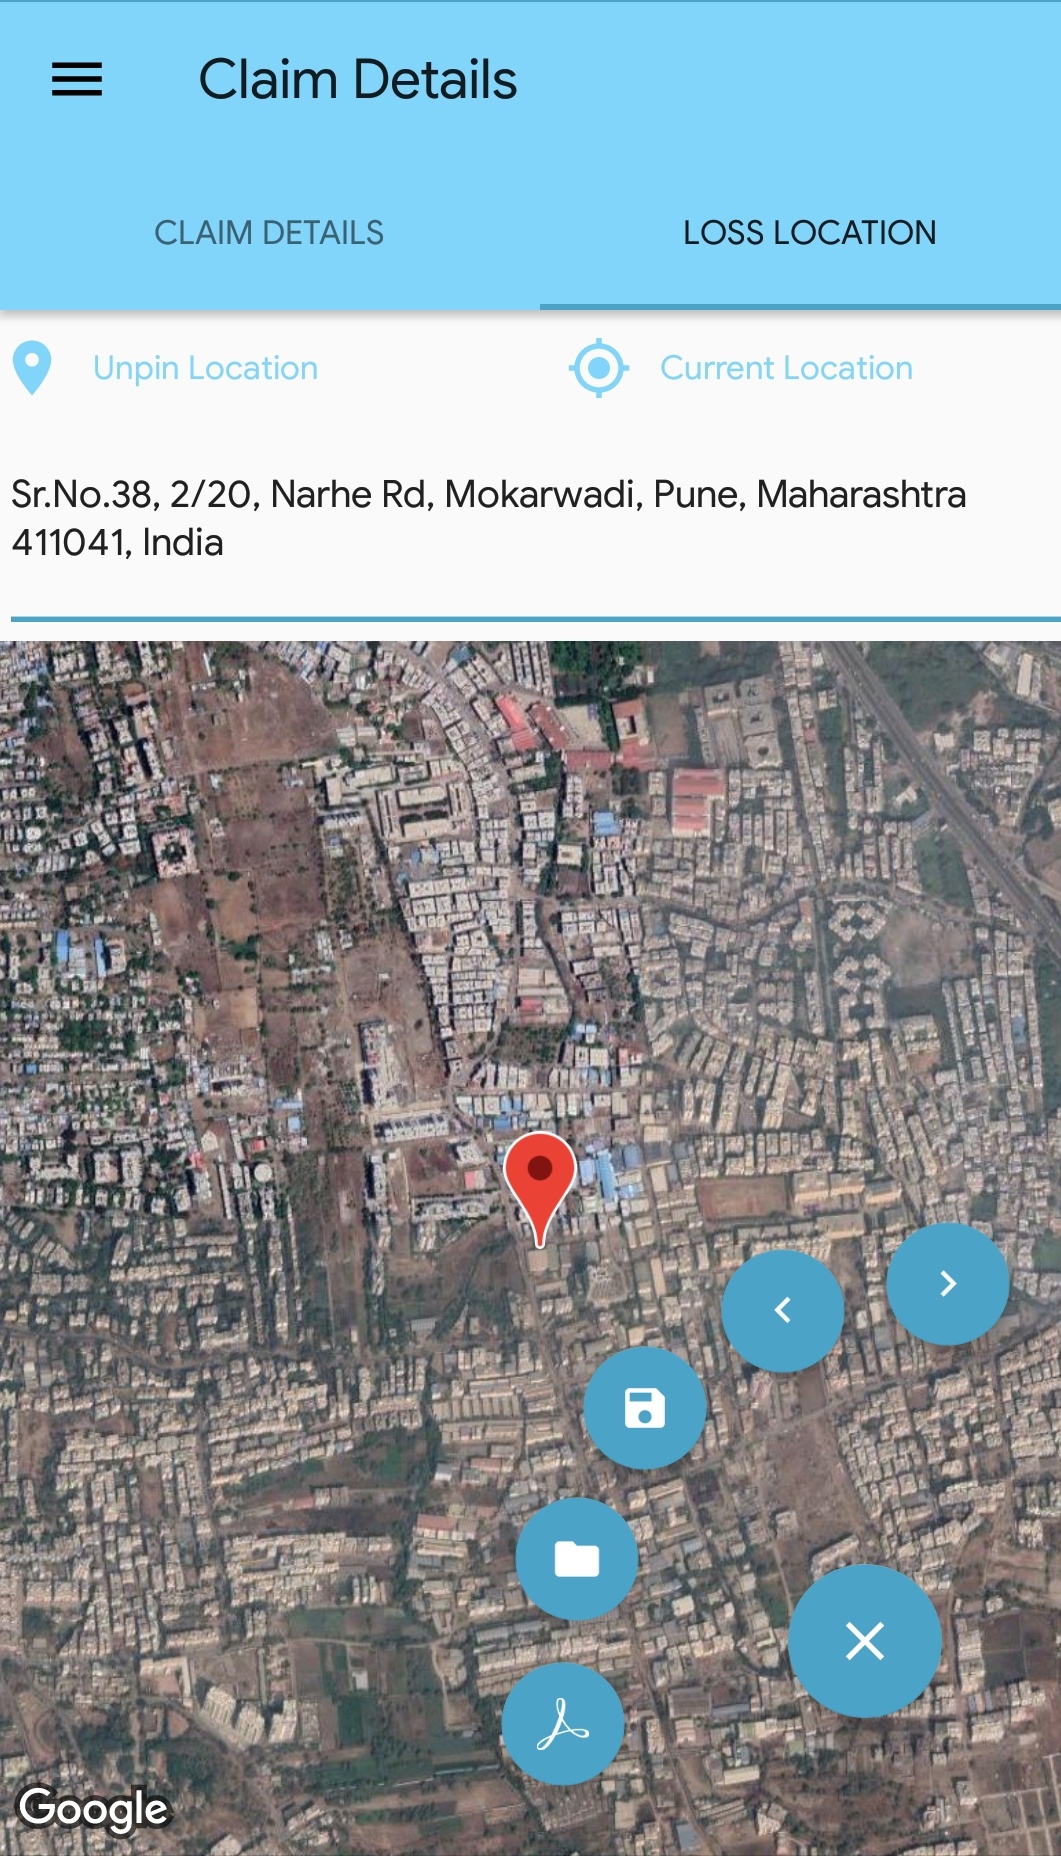 Claim Details
CLAIM DETAILS
LOSS LOCATION
Unpin Location
Current Location
Sr.No.38, 2/20, Narhe Rd, Mokarwadi, Pune, Maharashtra
411041, India
Google